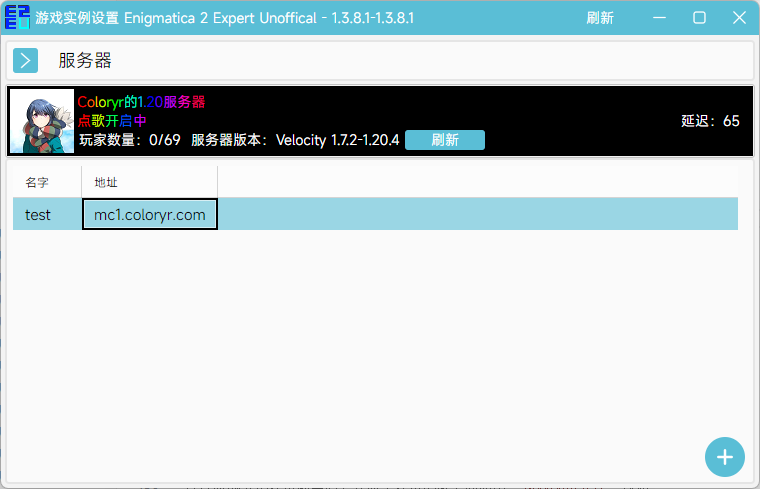 游戏实例设置 Enigmatica 2 Expert Unoffical - 1.3.8.1-1.3.8.1 刷新
服务器
Coloryr的1.20服务器
点歌开启中
延迟：65
玩家数量：0/69 服务器版本：Velocity 1.7.2-1.20.4 刷新
名字 地址
test mc1.coloryr.com